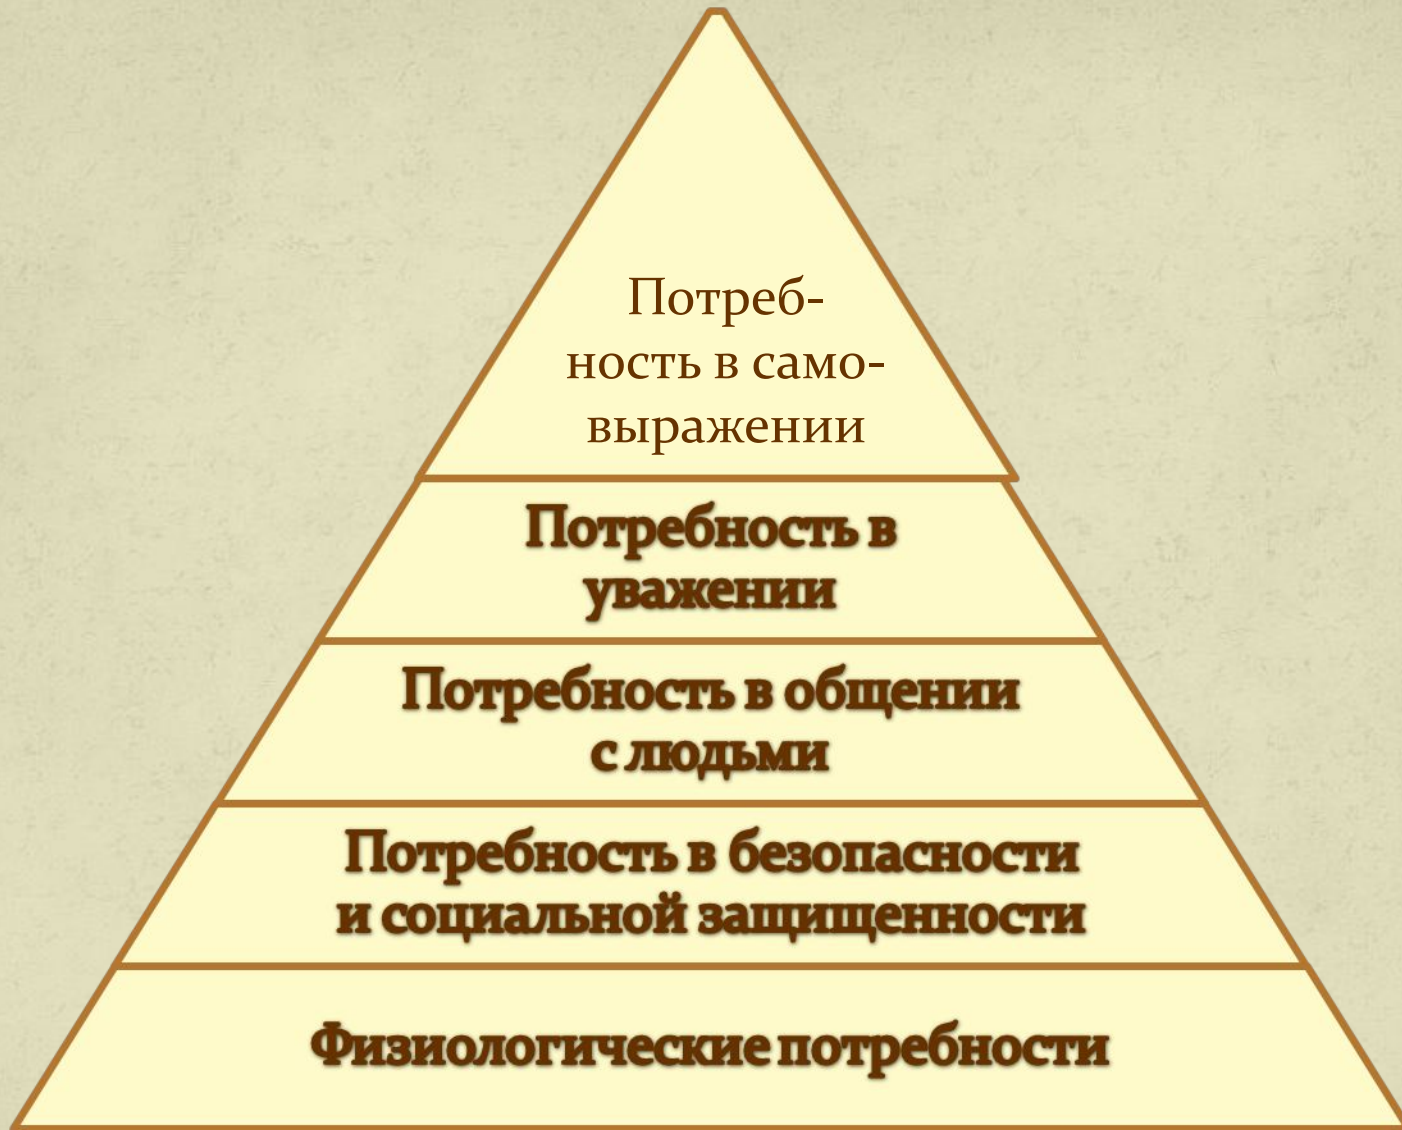 Потреб-
ность в само-
выражении
Потребность в
уважении
Потребность в общении
с людьми
Потребность в безопасности
и социальной защищенности
Физиологические потребности